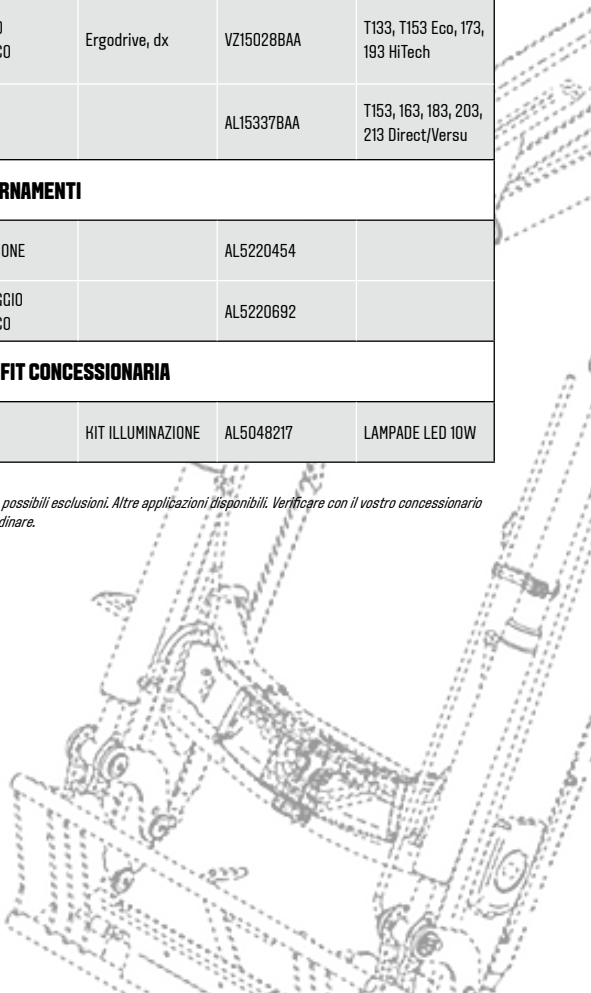 O
CO
Ergodrive, dx
VZ15028BAA
T133, T153 Eco, 173,
193 HiTech
AL15337BAA
T153, 163, 183, 203,
213 Direct/Versu
RNAMENTI
ONE
AL5220454
GGIO
CO
AL5220692
FIT CONCESSIONARIA
KIT ILLUMINAZIONE
AL5048217
LAMPADE LED 10W
possibili esclusioni. Altre applicazioni disponibili. Verificare con il vostro concessionario
dinare.